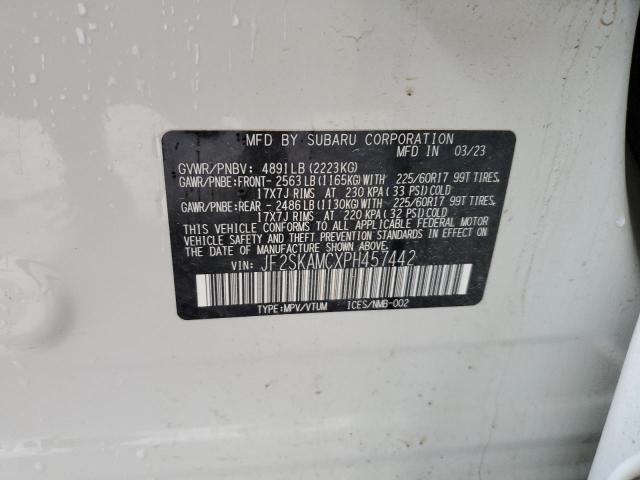 MFD BY SUBARU CORPORATION
GVWR/PNBV: 4891LB (2223KG) MFD IN 03/23
GAWR/PNBE:FRONT- 2563LB (1165KG)WITH 225/60R17 99T TIRES,
17X7J RIMS AT 230 KPA (33 PSI)COLD
GAWR/PNBE:REAR - 2486LB (1130KG)WITH 225/60R17 99T TIRES,
17X7J RIMS AT 220 KPA (32 PSI)COLD
THIS VEHICLE CONFORMS TO ALL APPLICABLE FEDERAL MOTOR
VEHICLE SAFETY AND THEFT PREVENTION STANDARDS IN EFFECT
ON THE DATE OF MANUFACTURE SHOWN ABOVE.
VIN: JF2SKAMCXPH457442
TYPE:MPV/VTUM ICES/NMB-002